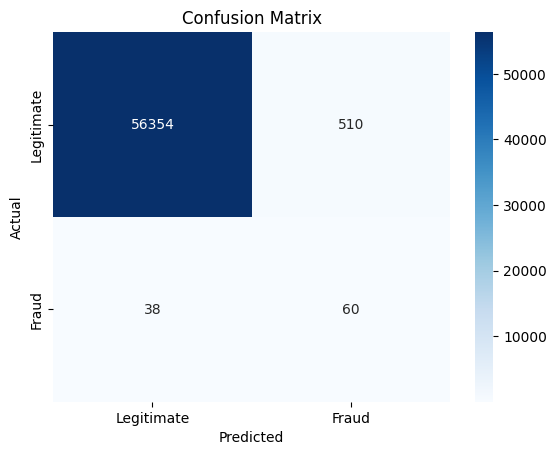 Confusion Matrix
Legitimate
Fraud
Actual
56354
510
38
60
Legitimate
Fraud
Predicted
50000
40000
30000
20000
10000